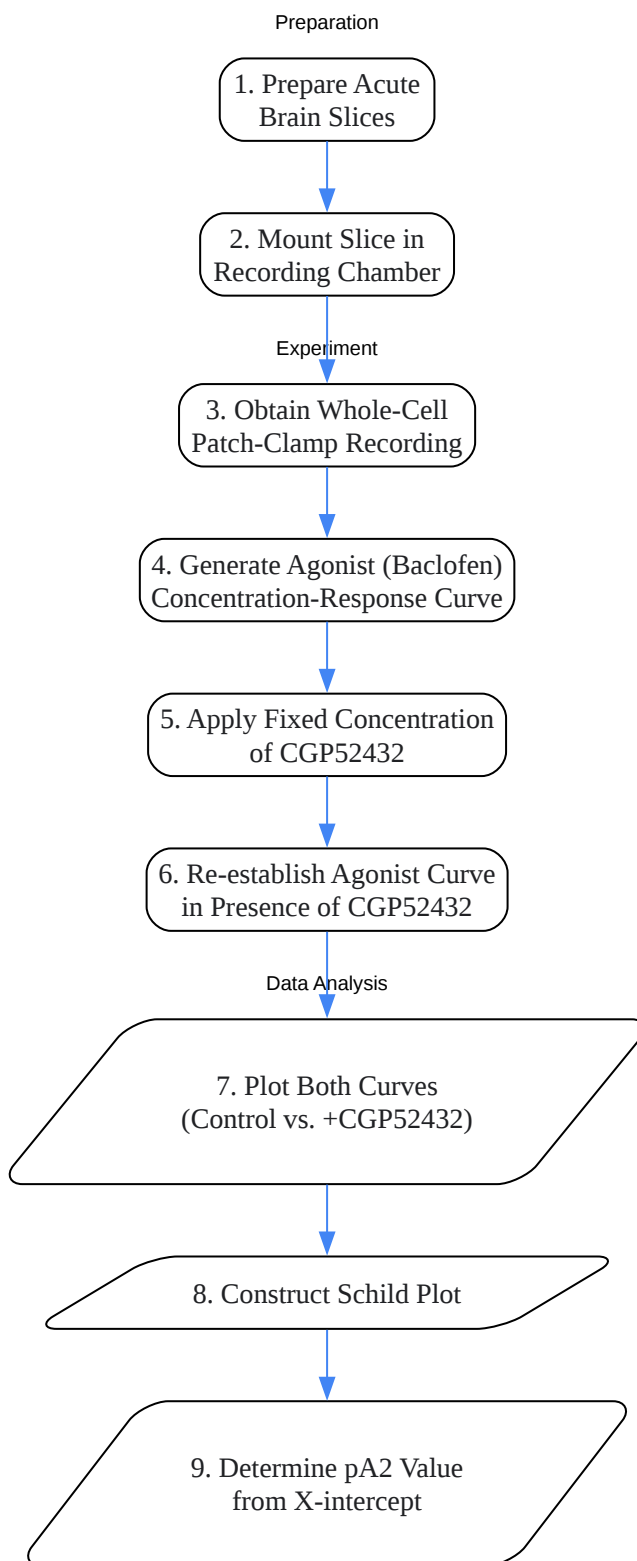 Preparation
1. Prepare Acute
Brain Slices
2. Mount Slice in
Recording Chamber
Experiment
3. Obtain Whole-Cell
Patch-Clamp Recording
4. Generate Agonist (Baclofen)
Concentration-Response Curve
5. Apply Fixed Concentration
of CGP52432
6. Re-establish Agonist Curve
in Presence of CGP52432
Data Analysis
7. Plot Both Curves
(Control vs. +CGP52432)
8. Construct Schild Plot
9. Determine pA2 Value
from X-intercept